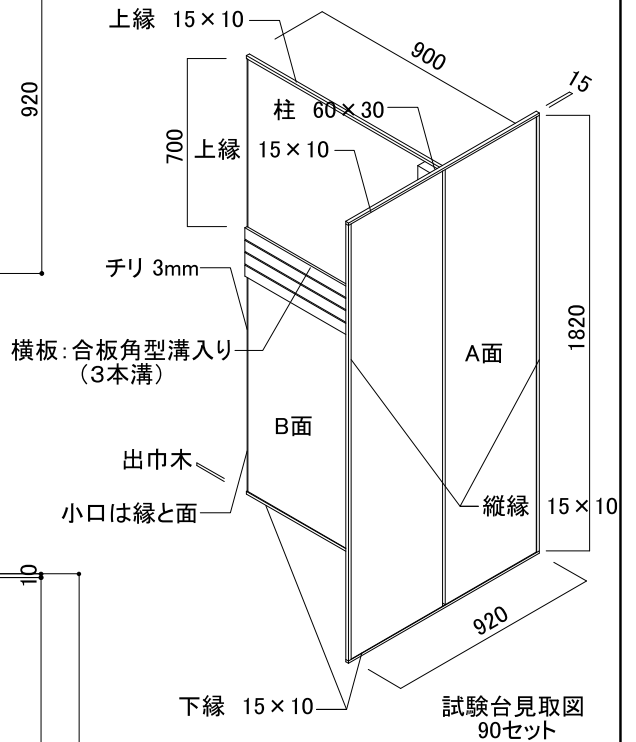 上縁 15×10
900
15
920
柱 60×30
700
上縁 15×10
チリ 3mm
1820
横板:合板角型溝入り
(3本溝)
A面
B面
出巾木
小口は縁と面
縦縁 15×10
10
920
下縁 15×10
試験台見取図
90セット